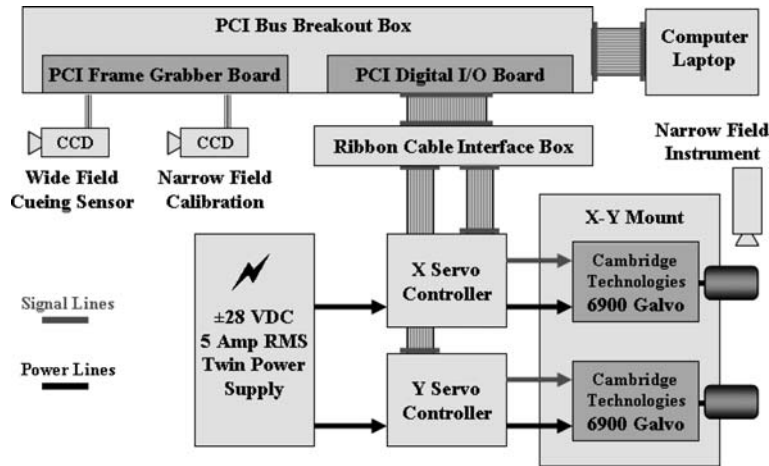 PCI Bus Breakout Box
PCI Frame Grabber Board
PCI Digital I/O Board
Computer
Laptop
CCD
CCD
Wide Field
Cueing Sensor
Narrow Field
Calibration
Ribbon Cable Interface Box
Narrow Field
Instrument
X-Y Mount
Signal Lines
Power Lines
±28 VDC
5 Amp RMS
Twin Power
Supply
X Servo
Controller
Cambridge
Technologies
6900 Galvo
Y Servo
Controller
Cambridge
Technologies
6900 Galvo